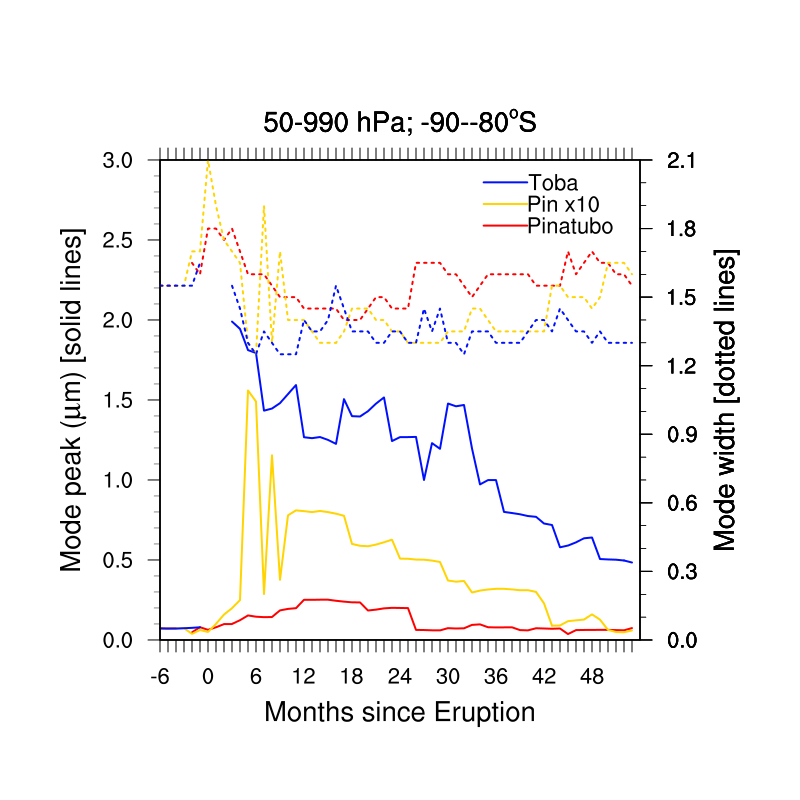 50-990 hPa; -90--80°S
3.0
2.5
2.0
1.5
1.0
0.5
0.0
Mode peak (μm) [solid lines]
2.1
1.8
1.5
1.2
0.9
0.6
0.3
0.0
Mode width [dotted lines]
Toba
Pin x10
Pinatubo
-6 0 6 12 18 24 30 36 42 48
Months since Eruption